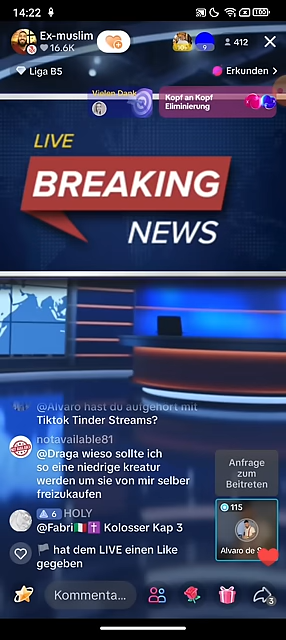 14:22
100
Ex-muslim
16.6K
412
Liga B5
Erkunden >
Vielen Dank
Kopf an Kopf
Eliminierung
LIVE
BREAKING
NEWS
@Alvaro hast du aufgehört mit
Tiktok Tinder Streams?
notavailable81
@Draga wieso sollte ich
so eine niedrige kreatur
werden um sie von mir selber
freizukaufen
6 HOLY
@Fabri🇮🇹✝️ Kolosser Kap 3
hat dem LIVE einen Like
gegeben
Anfrage
zum
Beitreten
115
Alvaro de S
Kommenta...
3